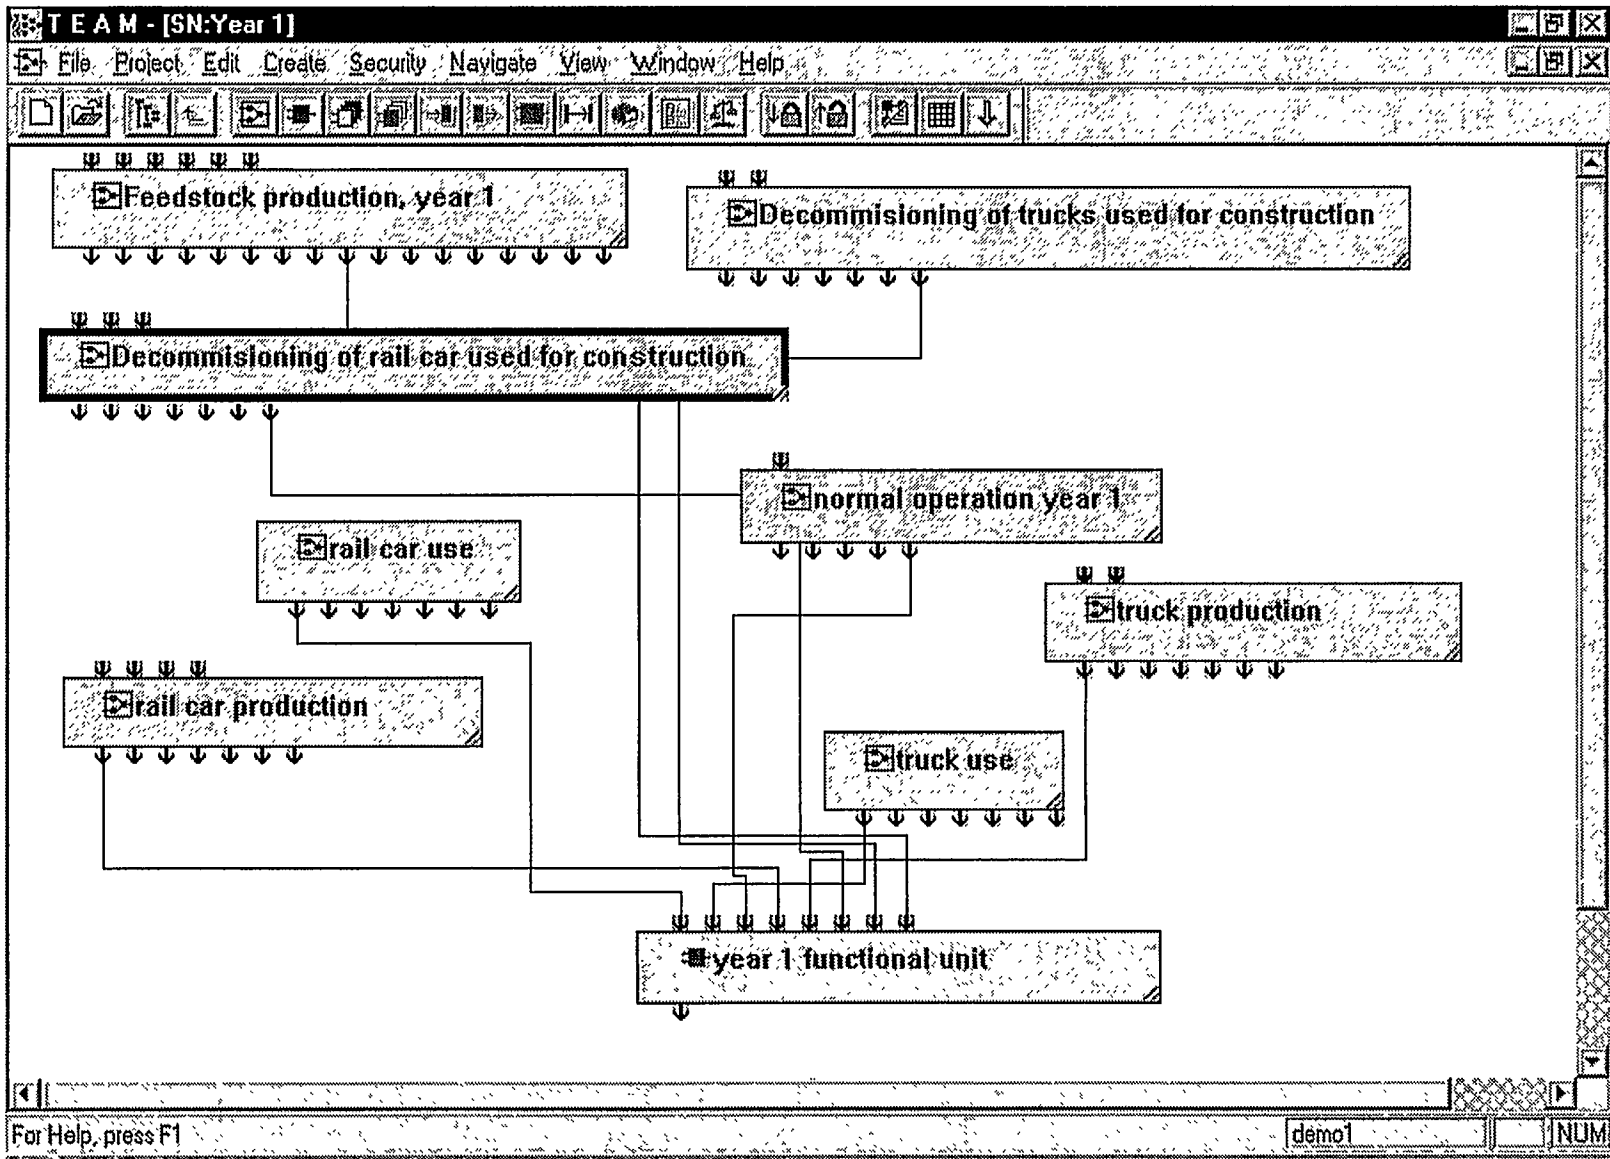 T E A M - [SN:Year 1]
File Project Edit Create Security Navigate View Window Help
Feedstock production, year 1
Decommisioning of trucks used for construction
Decommisioning of rail car used for construction
normal operation year 1
rail car use
truck production
rail car production
truck use
year 1 functional unit
For Help, press F1
demo1
NUM